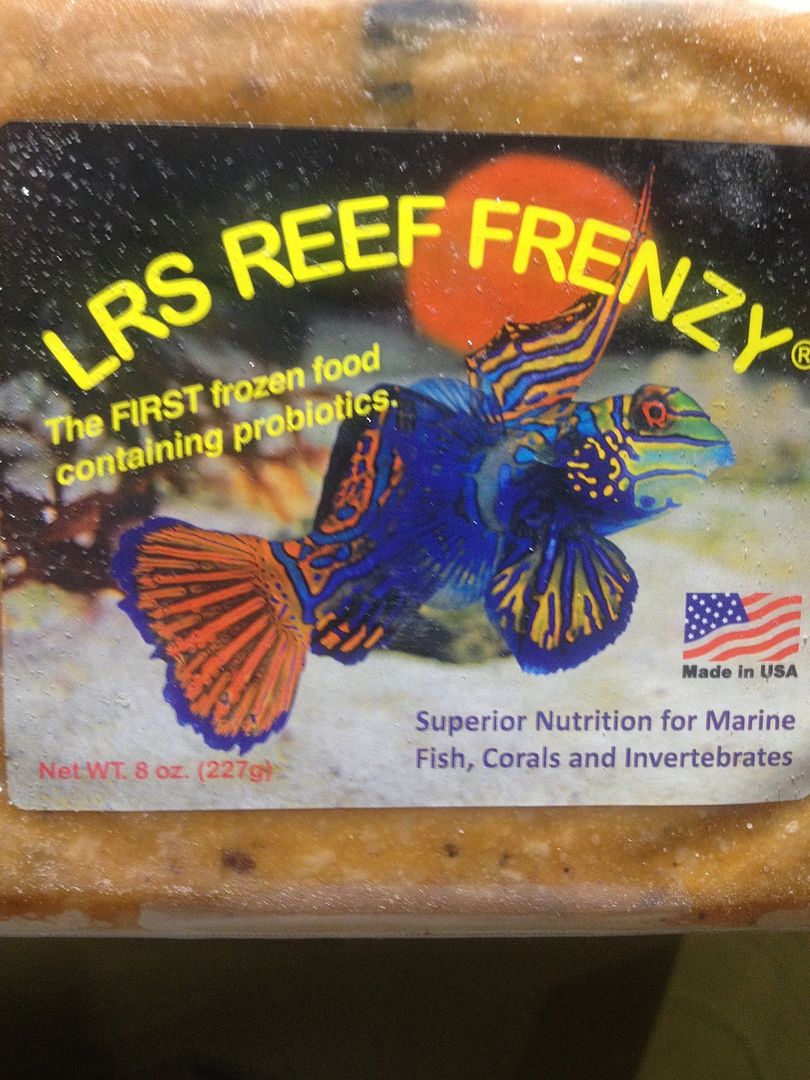 LRS REEF FRENZY®
The FIRST frozen food
containing probiotics.
Made in USA
Superior Nutrition for Marine
Fish, Corals and Invertebrates
Net WT. 8 oz. (227g)